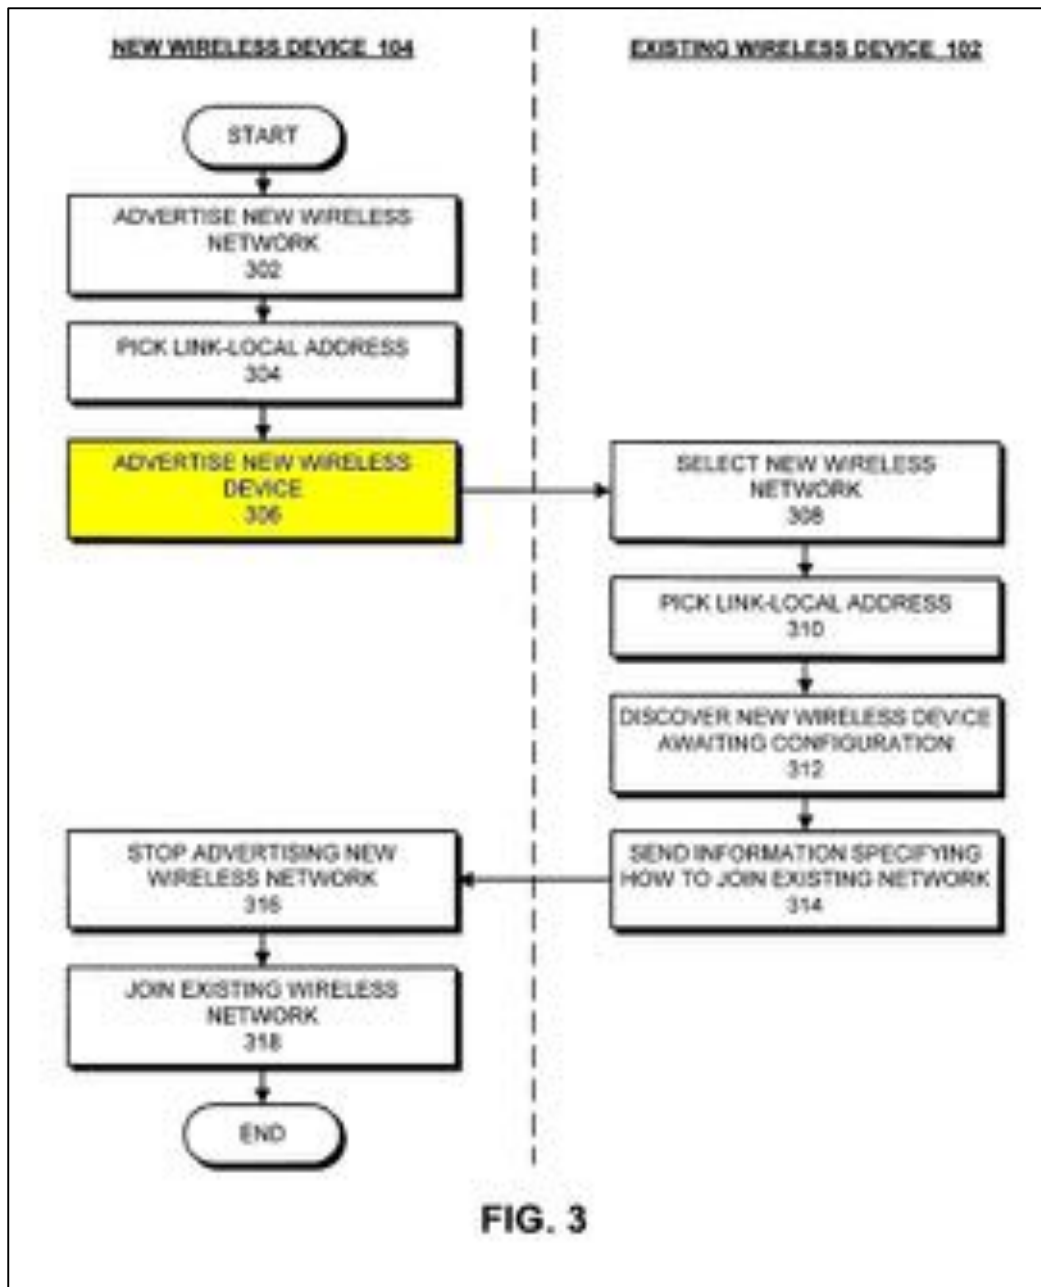 NEW WIRELESS DEVICE 104
EXISTING WIRELESS DEVICE 102
START
ADVERTISE NEW WIRELESS
NETWORK
302
PICK LINK-LOCAL ADDRESS
304
ADVERTISE NEW WIRELESS
DEVICE
306
SELECT NEW WIRELESS
NETWORK
308
PICK LINK-LOCAL ADDRESS
310
DISCOVER NEW WIRELESS DEVICE
AWAITING CONFIGURATION
312
SEND INFORMATION SPECIFYING
HOW TO JOIN EXISTING NETWORK
314
STOP ADVERTISING NEW
WIRELESS NETWORK
316
JOIN EXISTING WIRELESS
NETWORK
318
END
FIG. 3